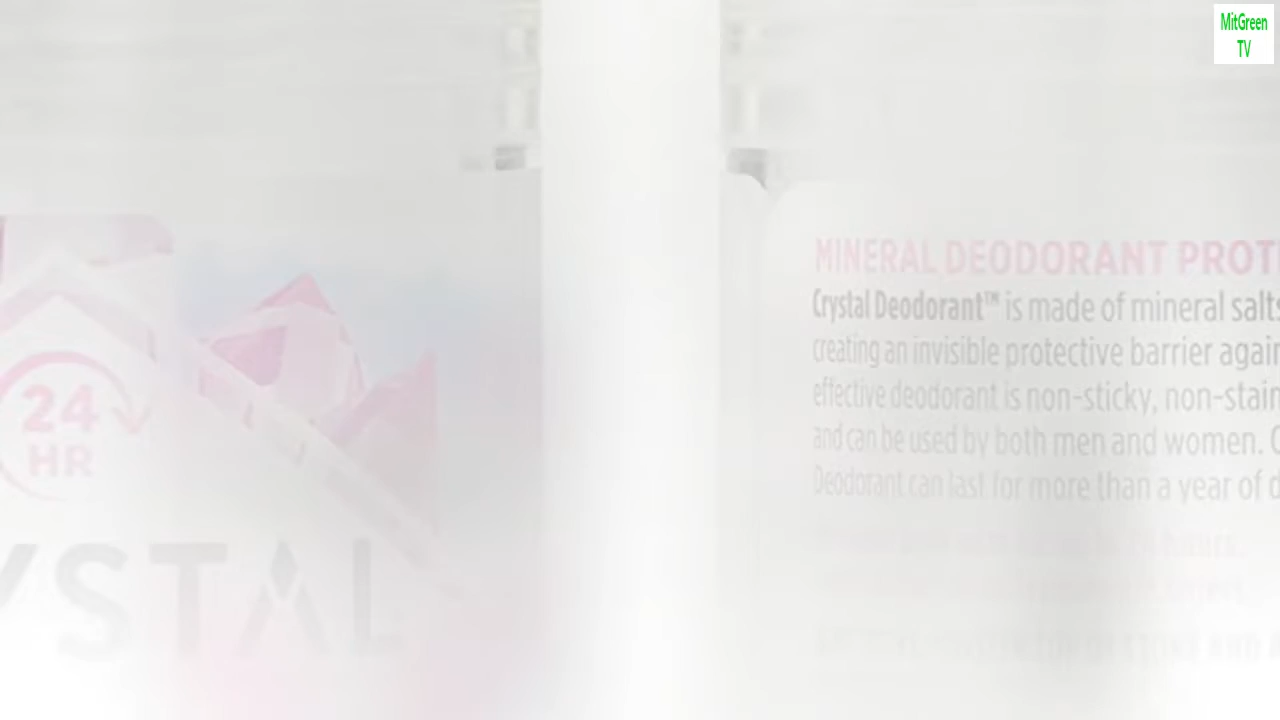 MitGreen
TV
24
HR
YSTAL
MINERAL DEODORANT PROT
Crystal Deodorant™ is made of mineral salts
creating an invisible protective barrier again
effective deodorant is non-sticky, non-stain
and can be used by both men and women. C
Deodorant can last for more than a year of d